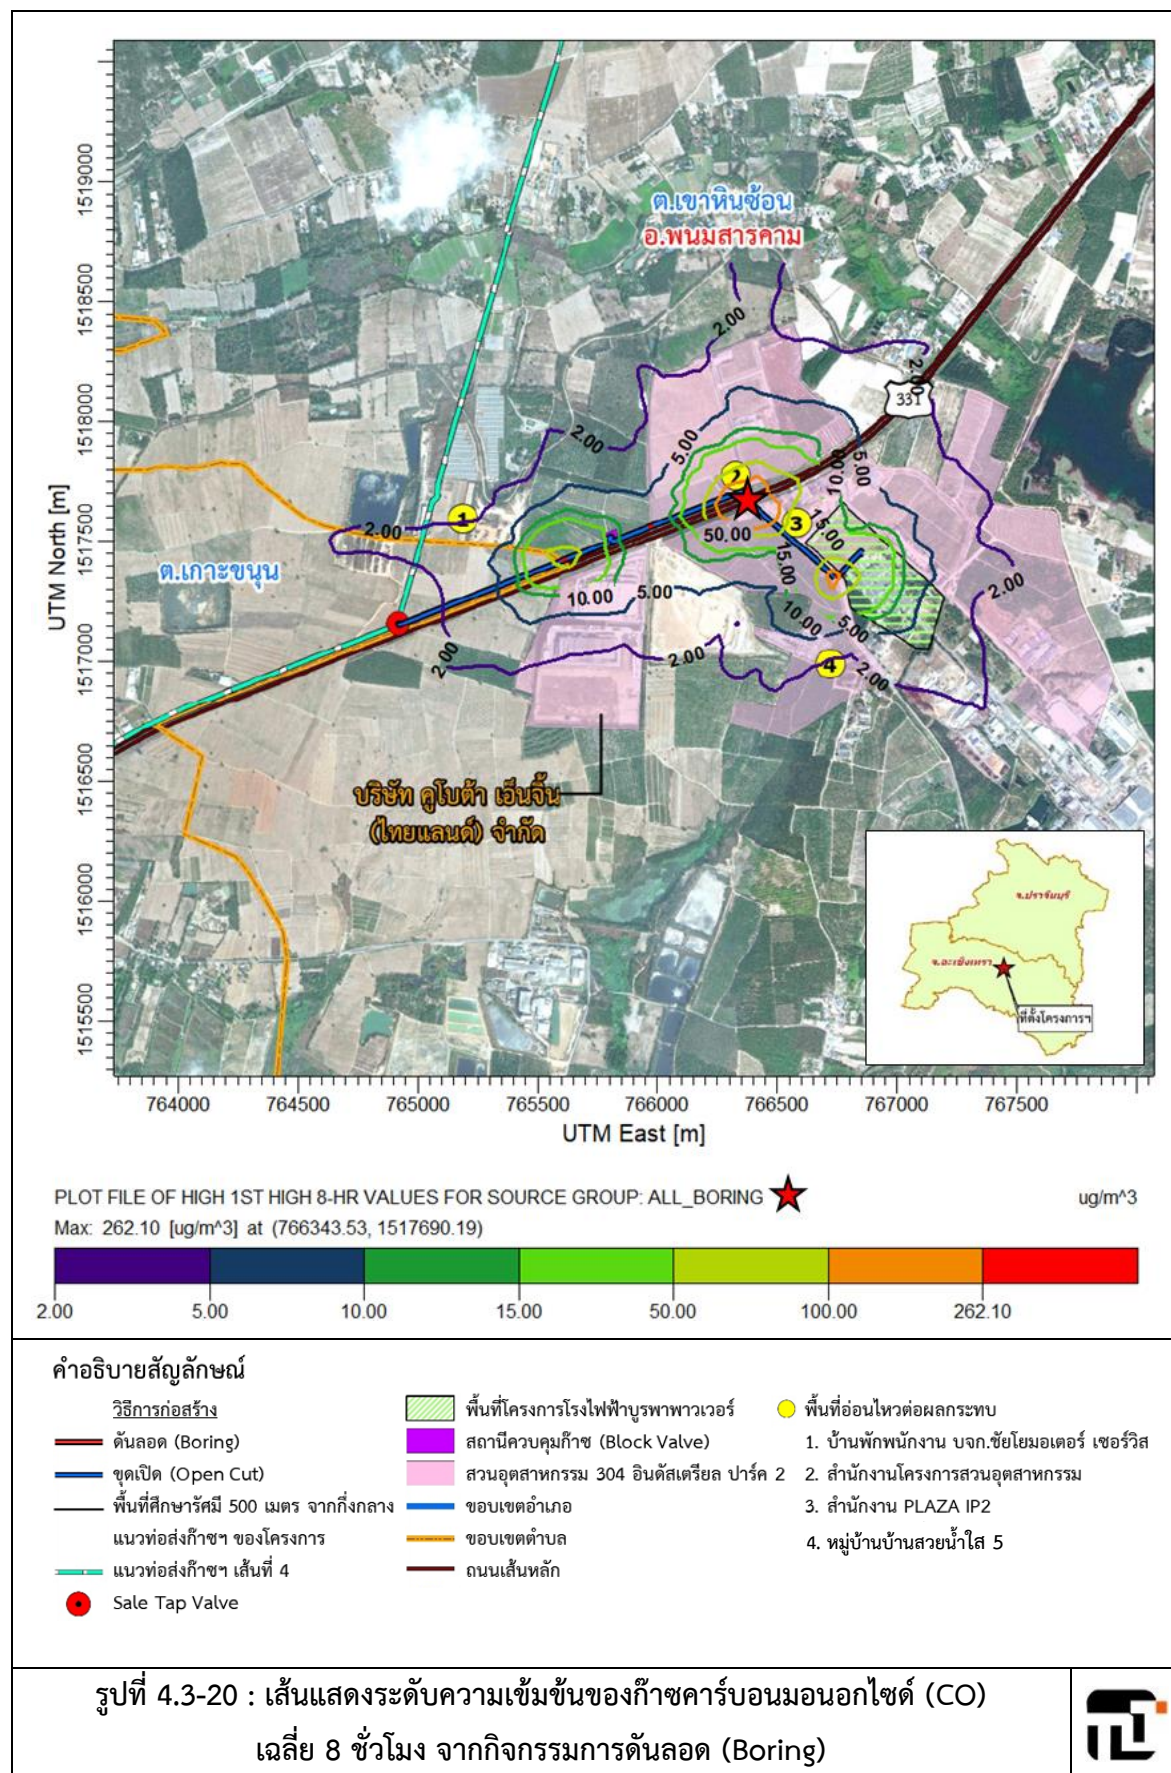 ต.เขาหินซ้อน
อ.พนมสารคาม
331
ต.เกาะขนุน
บริษัท คูโบต้า เอ็นจิ้น
(ไทยแลนด์) จำกัด
2.00
2.00
2.00
2.00
2.00
2.00
2.00
2.00
5.00
5.00
5.00
5.00
10.00
10.00
10.00
15.00
15.00
50.00
1
2
3
4
จ.ปราจีนบุรี
จ.ฉะเชิงเทรา
ที่ตั้งโครงการฯ
UTM North [m]
1519000
1518500
1518000
1517500
1517000
1516500
1516000
1515500
764000 764500 765000 765500 766000 766500 767000 767500
UTM East [m]
PLOT FILE OF HIGH 1ST HIGH 8-HR VALUES FOR SOURCE GROUP: ALL_BORING ug/m^3
Max: 262.10 [ug/m^3] at (766343.53, 1517690.19)
2.00 5.00 10.00 15.00 50.00 100.00 262.10
คำอธิบายสัญลักษณ์
วิธีการก่อสร้าง
ดันลอด (Boring)
ขุดเปิด (Open Cut)
พื้นที่ศึกษารัศมี 500 เมตร จากกึ่งกลาง
แนวท่อส่งก๊าซฯ ของโครงการ
แนวท่อส่งก๊าซฯ เส้นที่ 4
Sale Tap Valve
พื้นที่โครงการโรงไฟฟ้าบูรพาพาวเวอร์
สถานีควบคุมก๊าซ (Block Valve)
สวนอุตสาหกรรม 304 อินดัสเตรียล ปาร์ค 2
ขอบเขตอำเภอ
ขอบเขตตำบล
ถนนเส้นหลัก
พื้นที่อ่อนไหวต่อผลกระทบ
1. บ้านพักพนักงาน บจก.ชัยโยมอเตอร์ เซอร์วิส
2. สำนักงานโครงการสวนอุตสาหกรรม
3. สำนักงาน PLAZA IP2
4. หมู่บ้านบ้านสวยน้ำใส 5
รูปที่ 4.3-20 : เส้นแสดงระดับความเข้มข้นของก๊าซคาร์บอนมอนอกไซด์ (CO)
เฉลี่ย 8 ชั่วโมง จากกิจกรรมการดันลอด (Boring)